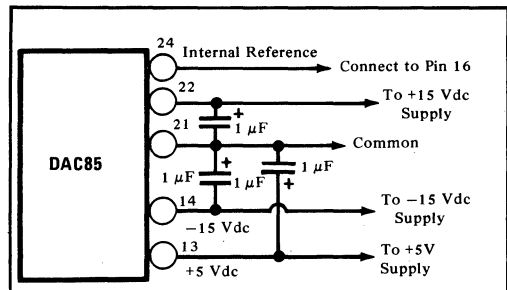 24
Internal Reference
Connect to Pin 16
22
To +15 Vdc
Supply
+
1 μF
21
Common
DAC85
+
1 μF
1 μF
1 μF
+
14
−15 Vdc
To −15 Vdc
Supply
13
+5 Vdc
To +5V
Supply